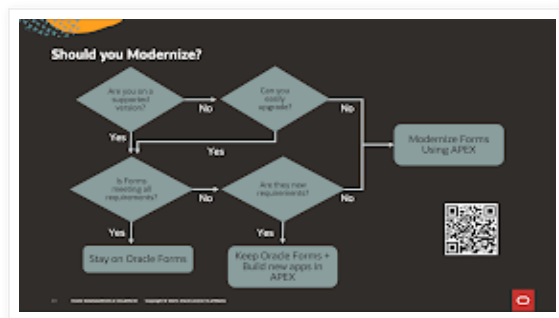 Should you Modernize?
Are you on a
supported
version?
No
Can you
easily
upgrade?
No
Yes
Yes
Modernize Forms
Using APEX
Is Forms
meeting all
requirements?
No
Are they new
requirements?
No
Yes
Yes
Stay on Oracle Forms
Keep Oracle Forms +
Build new apps in
APEX